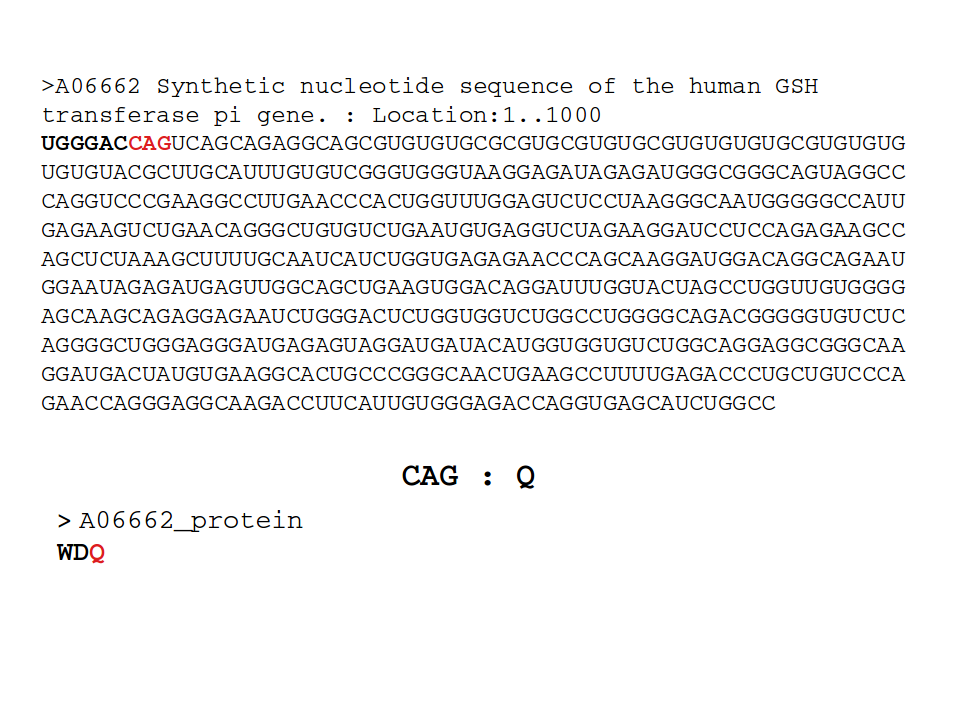 >A06662 Synthetic nucleotide sequence of the human GSH
transferase pi gene. : Location:1..1000
UGGGACCAGUCAGCAGAGGCAGCGUGUGUGCGCGUGCGUGUGCGUGUGUGUGCGUGUGUG
UGUGUACGCUUGCAUUUGUGUCGGGUGGGUAAGGAGAUAGAGAUGGGCGGGCAGUAGGCC
CAGGUCCCGAAGGCCUUGAACCCACUGGUUUGGAGUCUCCUAAGGGCAAUGGGGGCCAUU
GAGAAGUCUGAACAGGGCUGUGUCUGAAUGUGAGGUCUAGAAGGAUCCUCCAGAGAAGCC
AGCUCUAAAGCUUUUGCAAUCAUCUGGUGAGAGAACCCAGCAAGGAUGGACAGGCAGAAU
GGAAUAGAGAUGAGUUGGCAGCUGAAGUGGACAGGAUUUGGUACUAGCCUGGUUGUGGGG
AGCAAGCAGAGGAGAAUCUGGGACUCUGGUGGUCUGGCCUGGGGCAGACGGGGGUGUCUC
AGGGGCUGGGAGGGAUGAGAGUAGGAUGAUACAUGGUGGUGUCUGGCAGGAGGCGGGCAA
GGAUGACUAUGUGAAGGCACUGCCCGGGCAACUGAAGCCUUUUGAGACCCUGCUGUCCCA
GAACCAGGGAGGCAAGACCUUCAUUGUGGGAGACCAGGUGAGCAUCUGGCC
CAG : Q
> A06662_protein
WDQ